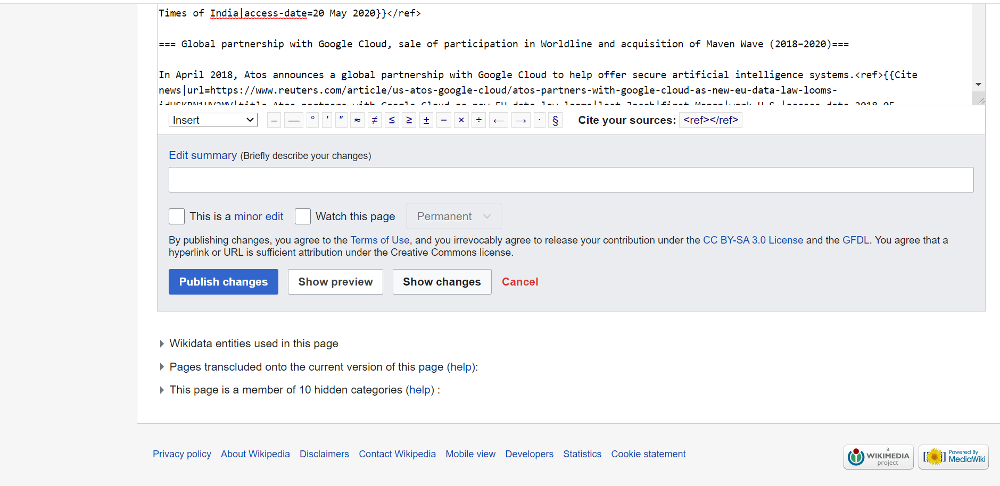 Times of India|access-date=20 May 2020}}</ref>
=== Global partnership with Google Cloud, sale of participation in Worldline and acquisition of Maven Wave (2018–2020)===
In April 2018, Atos announces a global partnership with Google Cloud to help offer secure artificial intelligence systems.<ref>{{Cite
news|url=https://www.reuters.com/article/us-atos-google-cloud/atos-partners-with-google-cloud-as-new-eu-data-law-looms-
Insert – — ° ′ ″ ≈ ≠ ≤ ≥ ± − × ÷ ← → · § Cite your sources: <ref></ref>
Edit summary (Briefly describe your changes)
This is a minor edit Watch this page Permanent
By publishing changes, you agree to the Terms of Use, and you irrevocably agree to release your contribution under the CC BY-SA 3.0 License and the GFDL. You agree that a
hyperlink or URL is sufficient attribution under the Creative Commons license.
Publish changes Show preview Show changes Cancel
Wikidata entities used in this page
Pages transcluded onto the current version of this page (help):
This page is a member of 10 hidden categories (help) :
Privacy policy About Wikipedia Disclaimers Contact Wikipedia Mobile view Developers Statistics Cookie statement
a
WIKIMEDIA
project
Powered By
MediaWiki